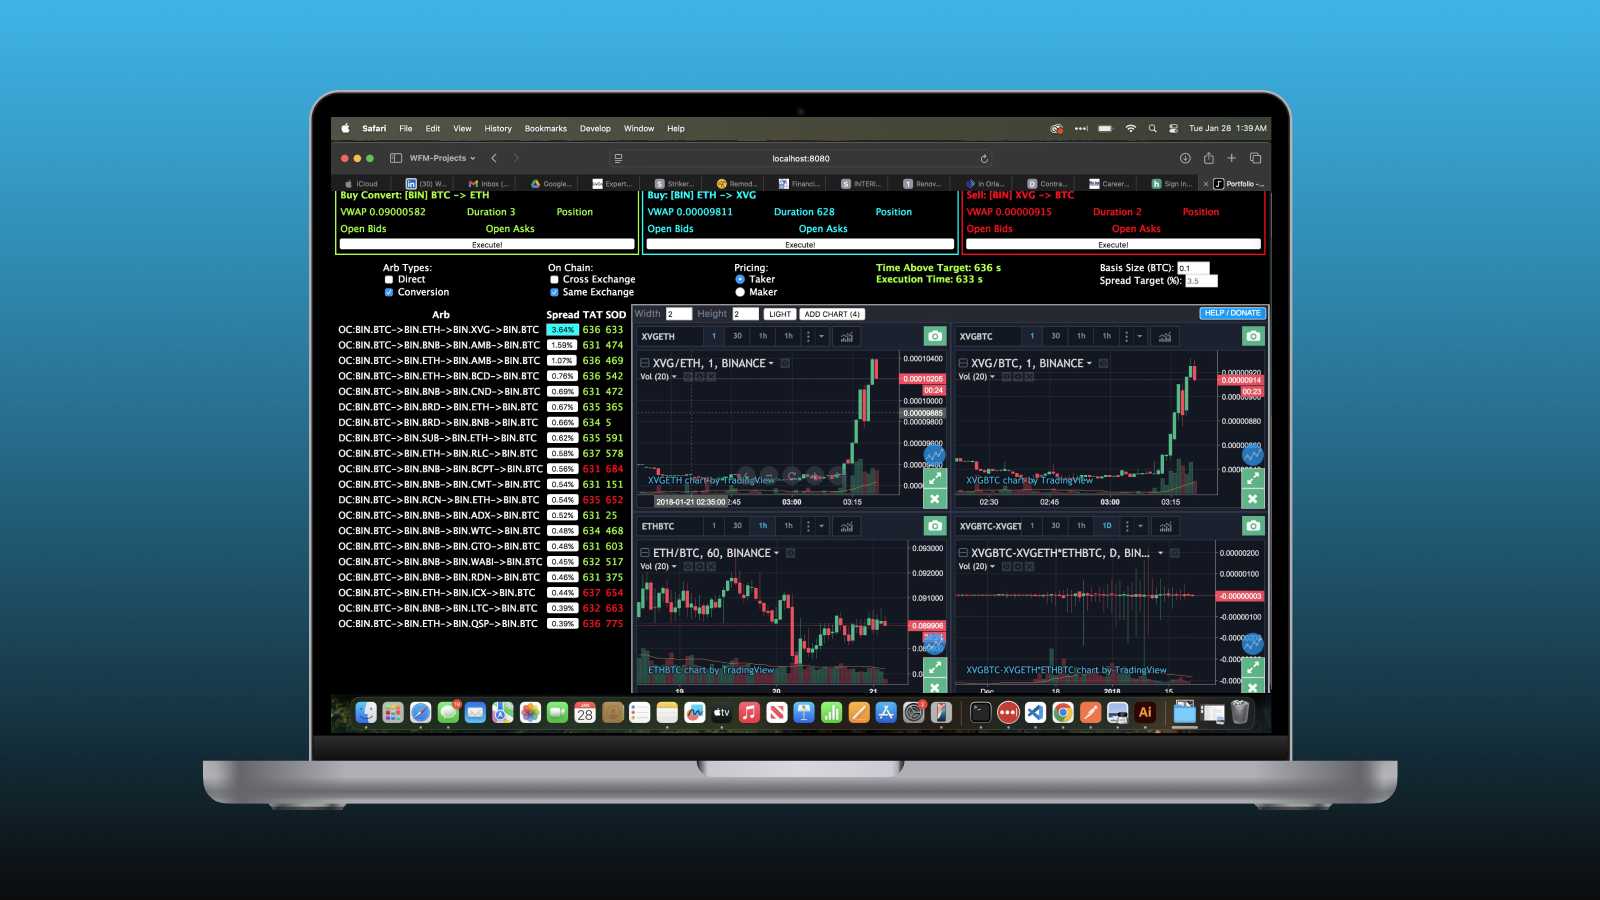 Safari File Edit View History Bookmarks Develop Window Help Tue Jan 28 1:39 AM
WFM-Projects localhost:8080
iCloud (30) W... Inbox (... Google... Expert... Striker... Remod... Financi... INTERI... Renov... in Orla... Contra... Career... Sign In... Portfolio –...
Buy Convert: [BIN] BTC -> ETH
VWAP 0.09000582 Duration 3 Position
Open Bids Open Asks
Execute!
Buy: [BIN] ETH -> XVG
VWAP 0.00009811 Duration 628 Position
Open Bids Open Asks
Execute!
Sell: [BIN] XVG -> BTC
VWAP 0.00000915 Duration 2 Position
Open Bids Open Asks
Execute!
Arb Types:
Direct
Conversion
On Chain:
Cross Exchange
Same Exchange
Pricing:
Taker
Maker
Time Above Target: 636 s
Execution Time: 633 s
Basis Size (BTC): 0.1
Spread Target (%): 3.5
Arb Spread TAT SOD
OC:BIN.BTC->BIN.ETH->BIN.XVG->BIN.BTC 3.64% 636 633
OC:BIN.BTC->BIN.BNB->BIN.AMB->BIN.BTC 1.59% 631 474
OC:BIN.BTC->BIN.ETH->BIN.AMB->BIN.BTC 1.07% 636 469
OC:BIN.BTC->BIN.ETH->BIN.BCD->BIN.BTC 0.76% 636 542
OC:BIN.BTC->BIN.BNB->BIN.CND->BIN.BTC 0.69% 631 472
DC:BIN.BTC->BIN.BRD->BIN.ETH->BIN.BTC 0.67% 635 365
DC:BIN.BTC->BIN.BRD->BIN.BNB->BIN.BTC 0.66% 634 5
DC:BIN.BTC->BIN.SUB->BIN.ETH->BIN.BTC 0.62% 635 591
OC:BIN.BTC->BIN.ETH->BIN.RLC->BIN.BTC 0.58% 637 578
OC:BIN.BTC->BIN.BNB->BIN.BCPT->BIN.BTC 0.56% 631 684
OC:BIN.BTC->BIN.BNB->BIN.CMT->BIN.BTC 0.54% 631 151
DC:BIN.BTC->BIN.RCN->BIN.ETH->BIN.BTC 0.54% 635 652
OC:BIN.BTC->BIN.BNB->BIN.ADX->BIN.BTC 0.52% 631 25
OC:BIN.BTC->BIN.BNB->BIN.WTC->BIN.BTC 0.48% 634 468
OC:BIN.BTC->BIN.BNB->BIN.GTO->BIN.BTC 0.48% 631 603
OC:BIN.BTC->BIN.BNB->BIN.WABI->BIN.BTC 0.45% 632 517
OC:BIN.BTC->BIN.BNB->BIN.RDN->BIN.BTC 0.46% 631 375
OC:BIN.BTC->BIN.ETH->BIN.ICX->BIN.BTC 0.44% 637 654
OC:BIN.BTC->BIN.BNB->BIN.LTC->BIN.BTC 0.39% 632 663
OC:BIN.BTC->BIN.ETH->BIN.QSP->BIN.BTC 0.39% 636 775
Width 2 Height 2 LIGHT ADD CHART (4) HELP / DONATE
XVGETH 1 30 1h 1h
XVG/ETH, 1, BINANCE
Vol (20)
0.00010400
0.00010205
00:24
0.00010000
0.00009885
0.00009800
0.00009600
XVGETH chart by TradingView
2018-01-21 02:35:00 :45 03:00 03:15
XVGBTC 1 30 1h 1h
XVG/BTC, 1, BINANCE
Vol (20)
0.00000920
0.00000914
00:23
0.00000900
0.00000880
XVGBTC chart by TradingView
02:30 02:45 03:00 03:15
ETHBTC 1 30 1h 1h
ETH/BTC, 60, BINANCE
Vol (20)
0.093000
0.092000
0.091000
0.089906
ETHBTC chart by TradingView
19 20 21
XVGBTC-XVGET 1 30 1h 1D
XVGBTC-XVGETH*ETHBTC, D, BIN...
Vol (20)
0.00000200
0.00000100
-0.00000003
-0.00000100
XVGBTC-XVGETH*ETHBTC chart by TradingView
Dec 18 2018 15
JAN
28
tv
Ai